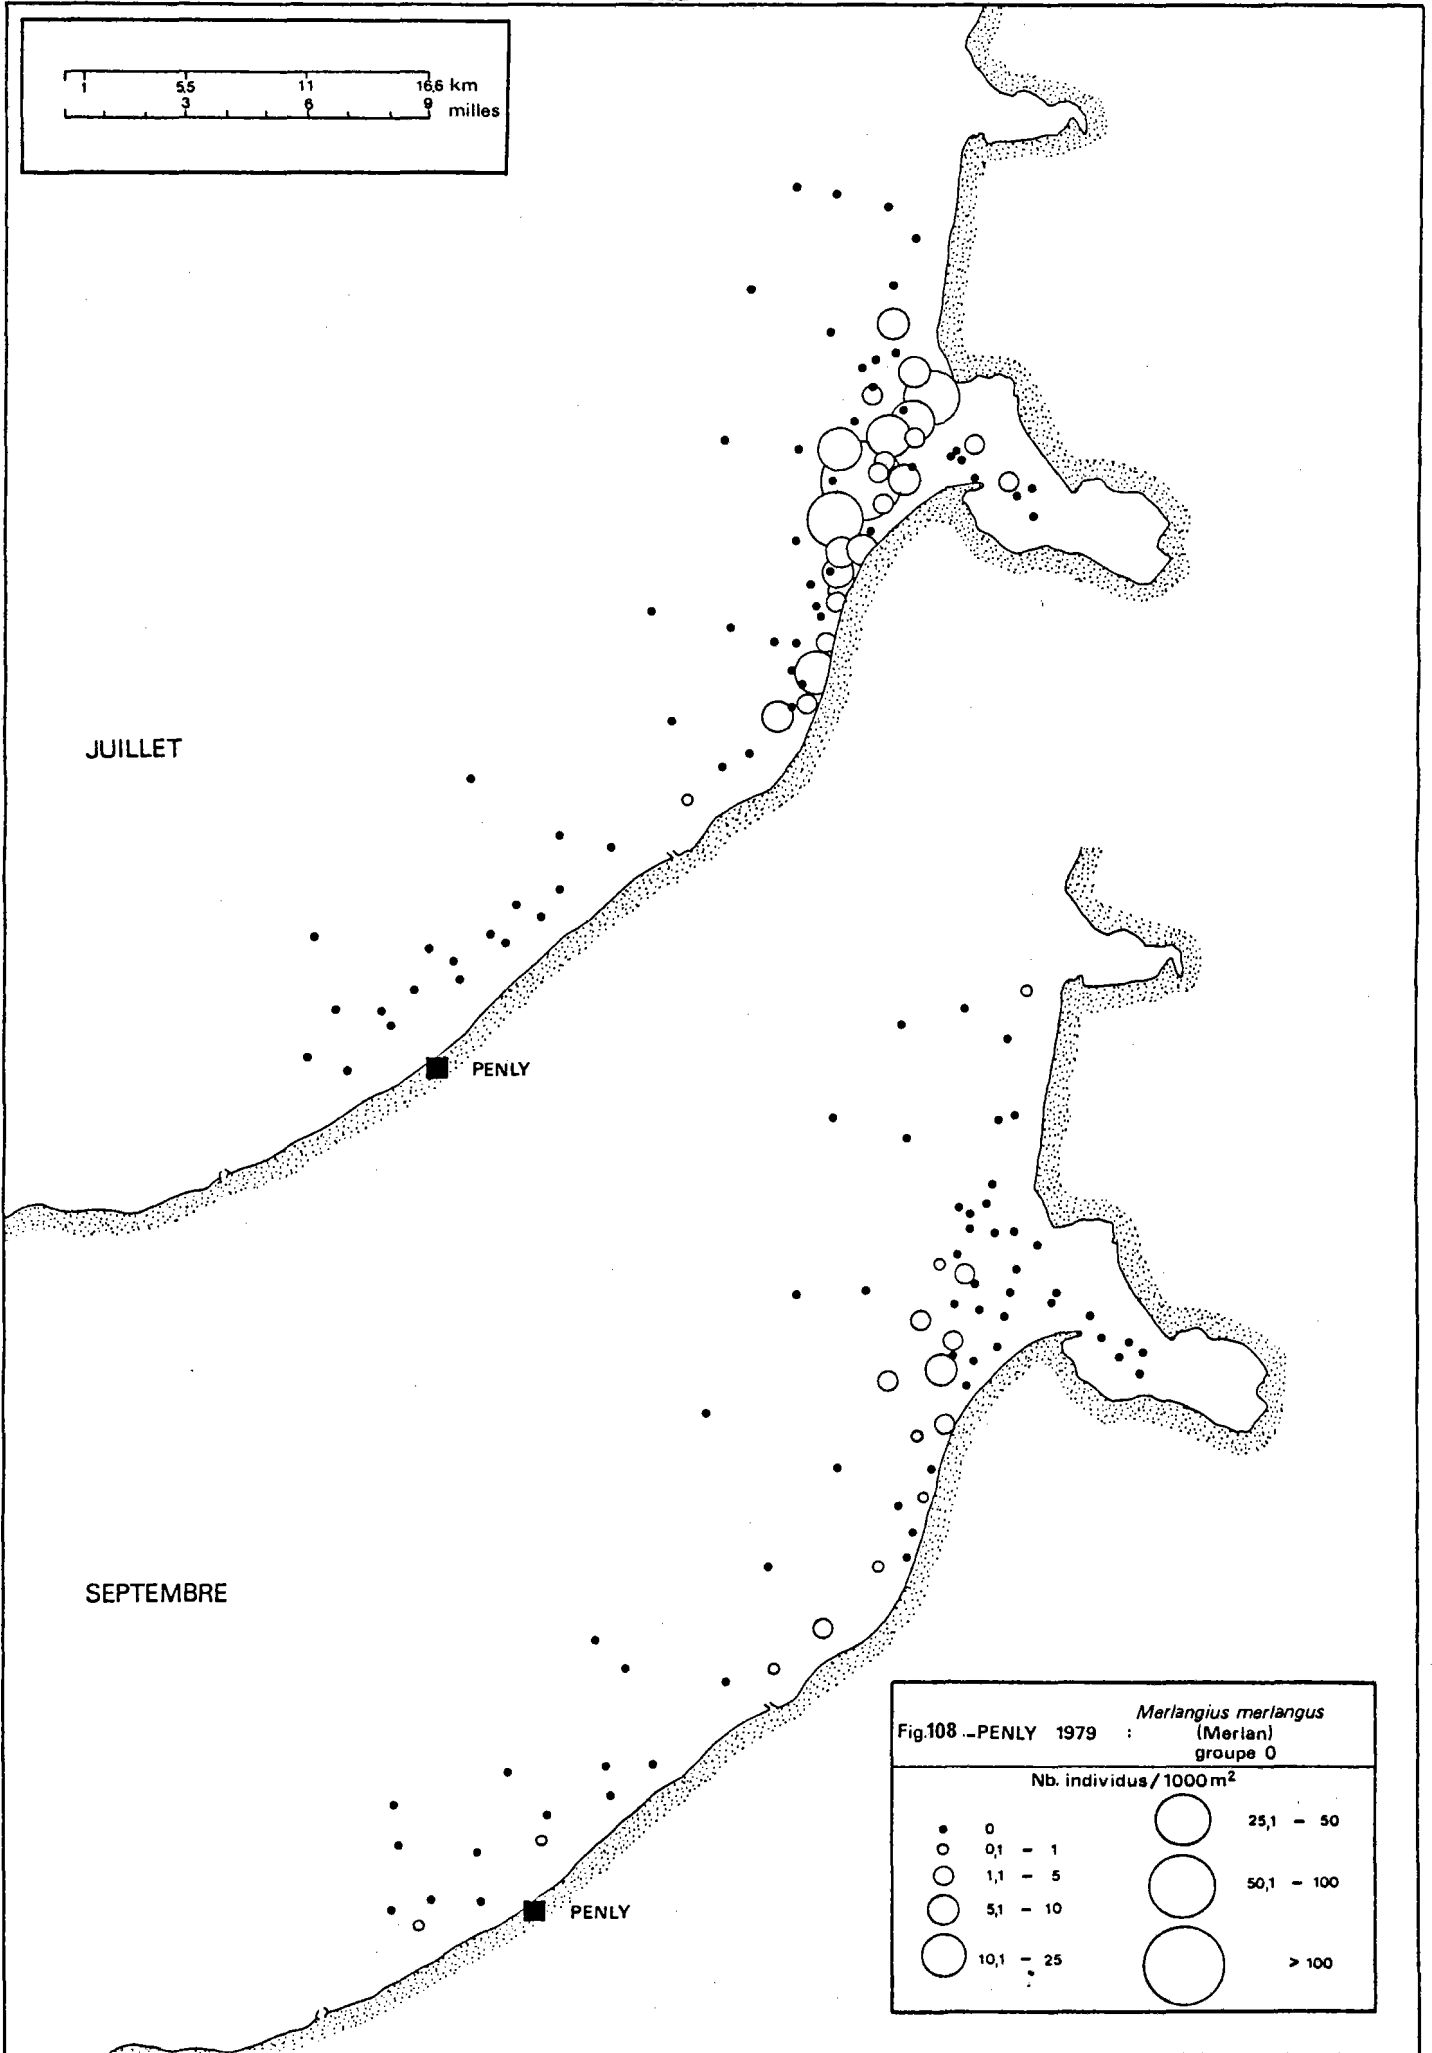 1 5,5 11 16,6 km
3 6 9 milles
JUILLET
PENLY
SEPTEMBRE
PENLY
Fig.108 .-PENLY 1979 :
Merlangius merlangus
(Merlan)
groupe 0
Nb. individus / 1000 m²
0
0,1 - 1
1,1 - 5
5,1 - 10
10,1 - 25
25,1 - 50
50,1 - 100
> 100